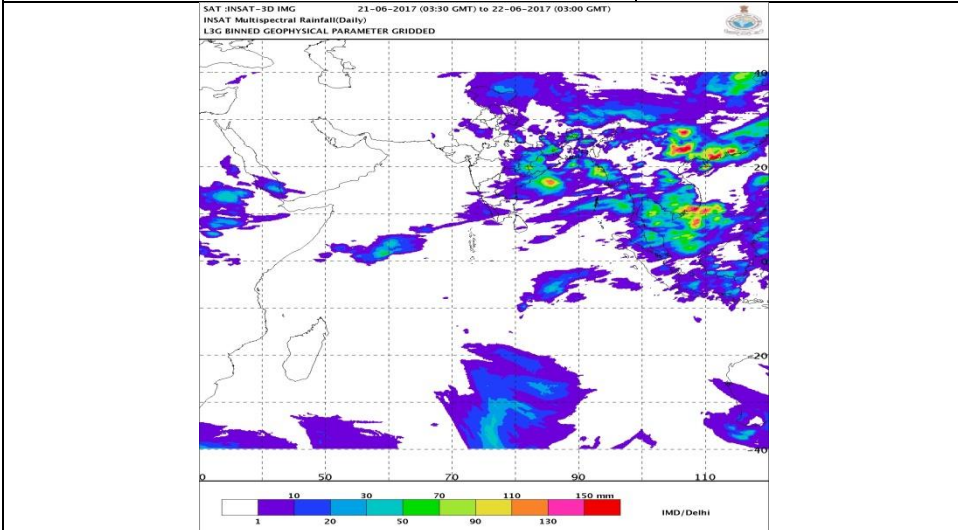 SAT :INSAT-3D IMG 21-06-2017 (03:30 GMT) to 22-06-2017 (03:00 GMT)
INSAT Multispectral Rainfall(Daily)
L3G BINNED GEOPHYSICAL PARAMETER GRIDDED
40
20
0
-20
-40
0 50 70 90 110
10 30 70 110 150 mm
1 20 50 90 130
IMD/Delhi